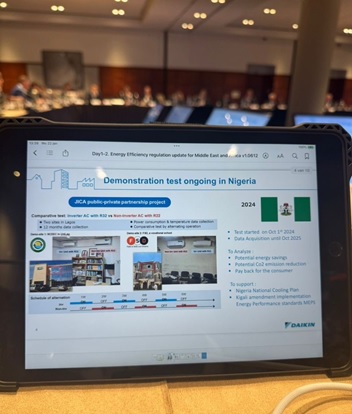 Day1-2. Energy Efficiency regulation update for Middle East and
Demonstration test ongoing in Nigeria
JICA public-private partnership project
2024
Comparative test: Inverter AC with R32 vs Non-Inverter AC with R22
Two sites in Lagos
12 months data collection
Power consumption & temperature data collection
Comparative test by alternating operation
Test started on Oct 1st 2024
Data Acquisition until Oct 2025
To Analyze :
Potential energy savings
Potential Co2 emission reduction
Pay back for the consumer
To support :
Nigeria National Cooling Plan
Kigali amendment implementation
Energy Performance standards MEPS
Schedule of alternation
DAIKIN